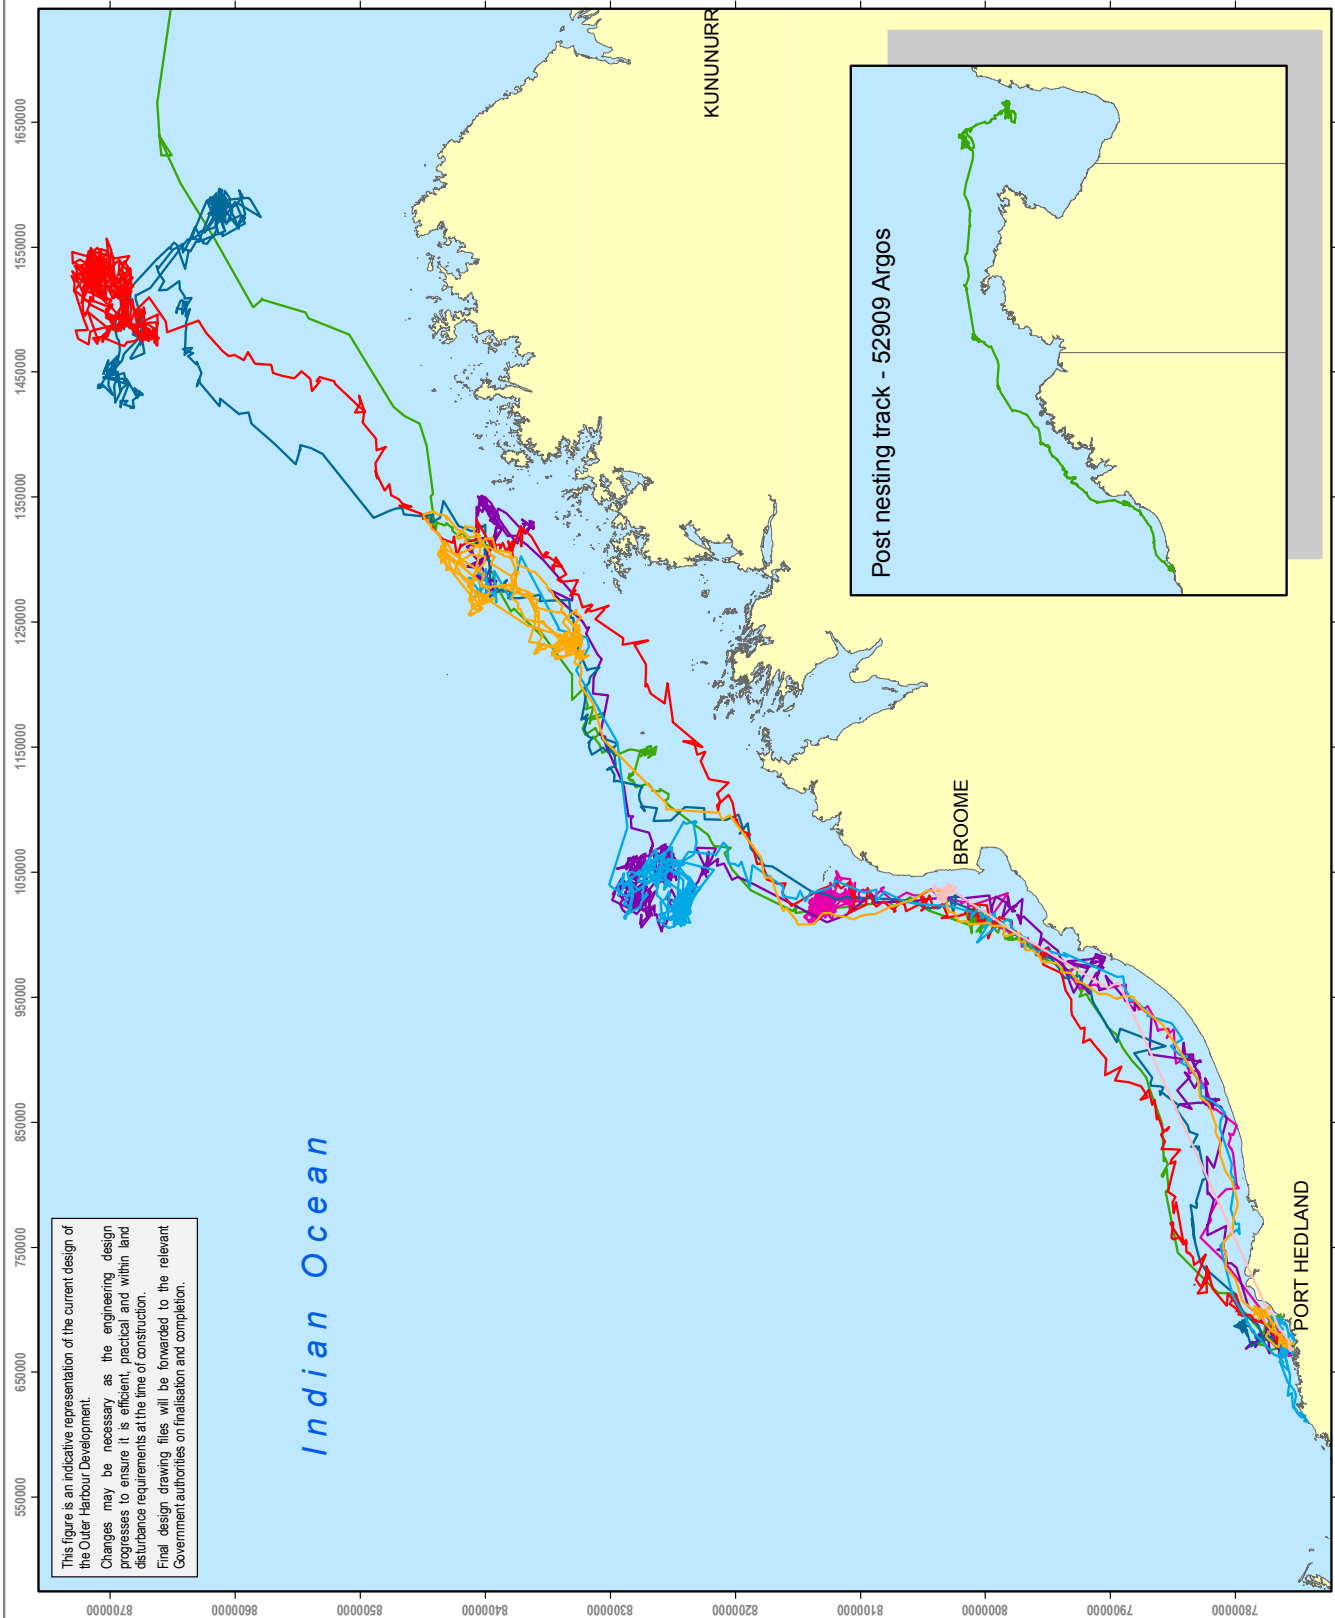 This figure is an indicative representation of the current design of
the Outer Harbour Development.
Changes may be necessary as the engineering design
progresses to ensure it is efficient, practical and within land
disturbance requirements at the time of construction.
Final design drawing files will be forwarded to the relevant
Government authorities on finalisation and completion.
Indian Ocean
KUNUNURR
BROOME
PORT HEDLAND
Post nesting track - 52909 Argos
550000
650000
750000
850000
950000
1050000
1150000
1250000
1350000
1450000
1550000
1650000
8700000
8600000
8500000
8400000
8300000
8200000
8100000
8000000
7900000
7800000